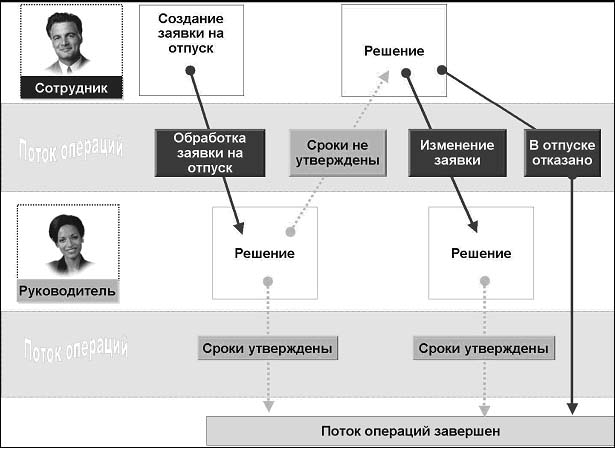 Создание
заявки на
отпуск
Решение
Сотрудник
Поток операций
Обработка
заявки на
отпуск
Сроки не
утверждены
Изменение
заявки
В отпуске
отказано
Решение
Решение
Руководитель
Поток операций
Сроки утверждены
Сроки утверждены
Поток операций завершен